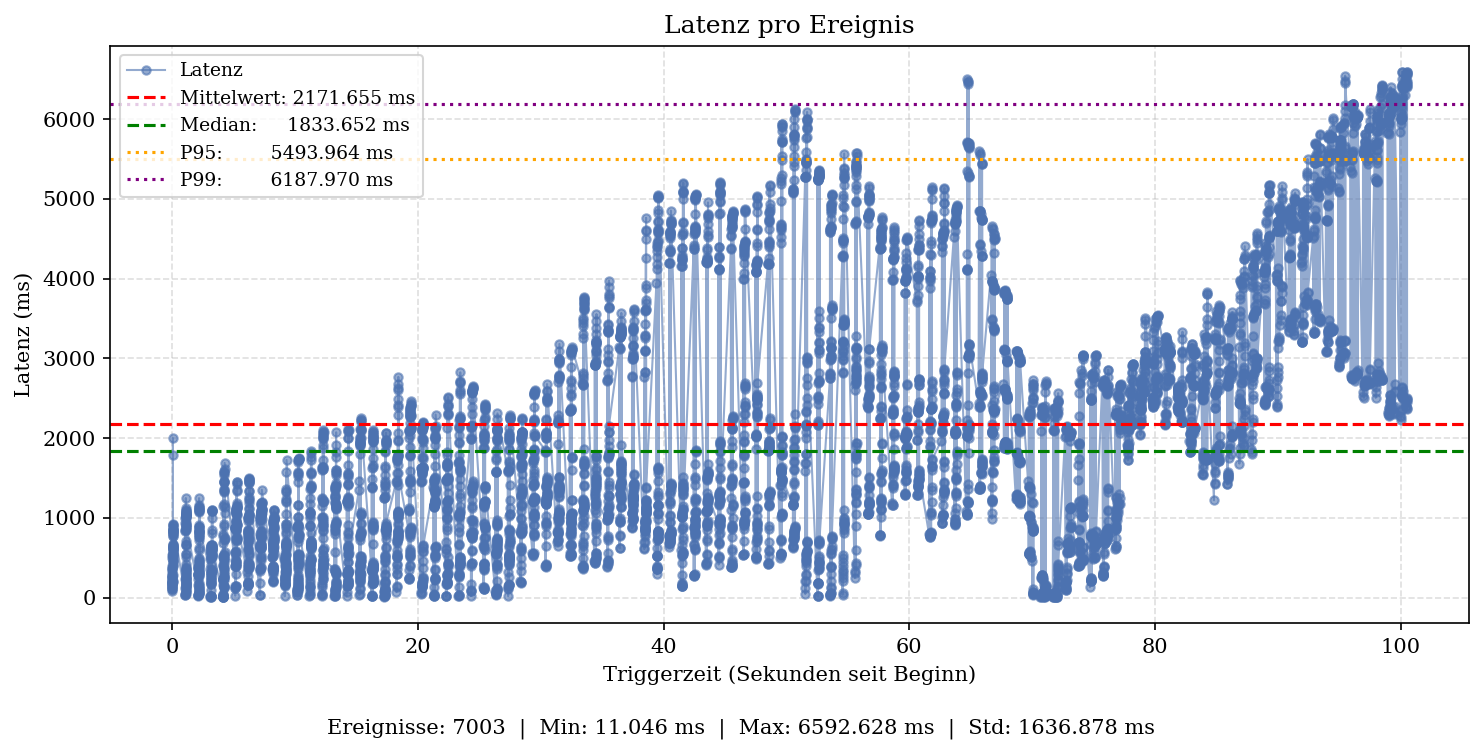 Latenz pro Ereignis
Latenz (ms)
6000
5000
4000
3000
2000
1000
0
Latenz
Mittelwert: 2171.655 ms
Median: 1833.652 ms
P95: 5493.964 ms
P99: 6187.970 ms
0 20 40 60 80 100
Triggerzeit (Sekunden seit Beginn)
Ereignisse: 7003 | Min: 11.046 ms | Max: 6592.628 ms | Std: 1636.878 ms